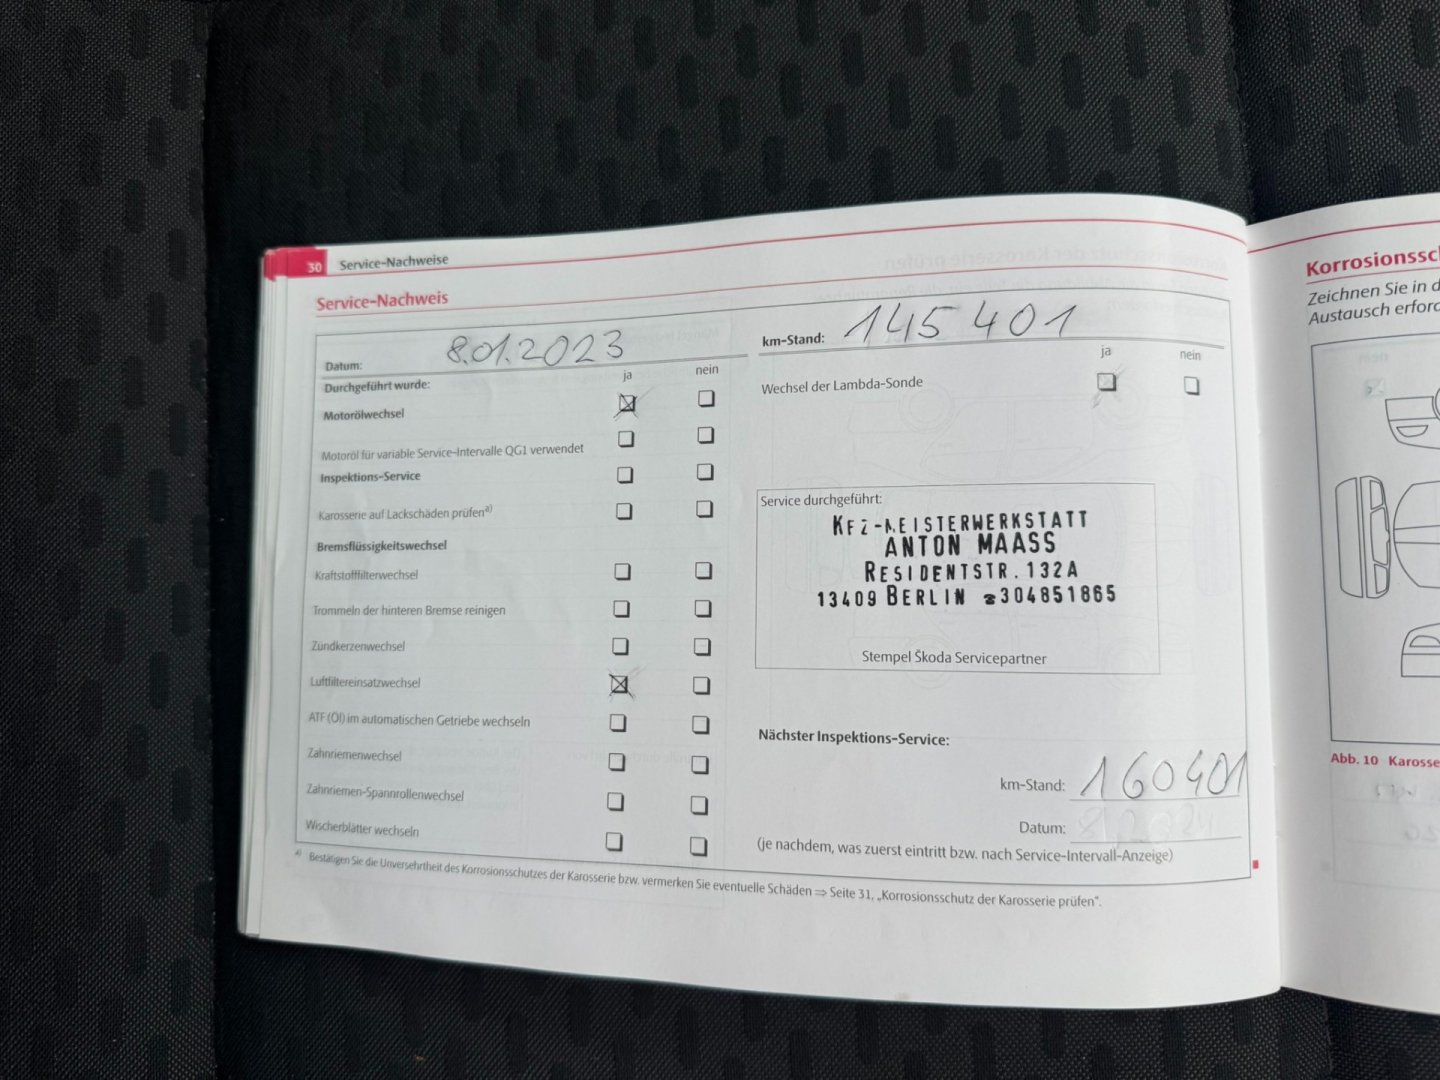 30 Service-Nachweise
Service-Nachweis
Datum: 8.01.2023
km-Stand: 145 401
Durchgeführt wurde: ja nein
Motorölwechsel
Motoröl für variable Service-Intervalle QG1 verwendet
Inspektions-Service
Karosserie auf Lackschäden prüfen a)
Bremsflüssigkeitswechsel
Kraftstofffilterwechsel
Trommeln der hinteren Bremse reinigen
Zündkerzenwechsel
Luftfiltereinsatzwechsel
ATF (Öl) im automatischen Getriebe wechseln
Zahnriemenwechsel
Zahnriemen-Spannrollenwechsel
Wischerblätter wechseln
ja nein
Wechsel der Lambda-Sonde
Service durchgeführt:
KFZ-MEISTERWERKSTATT
ANTON MAASS
RESIDENTSTR. 132A
13409 BERLIN ☎304851865
Stempel Škoda Servicepartner
Nächster Inspektions-Service:
km-Stand: 160401
Datum:
(je nachdem, was zuerst eintritt bzw. nach Service-Intervall-Anzeige)
a) Bestätigen Sie die Unversehrtheit des Korrosionsschutzes der Karosserie bzw. vermerken Sie eventuelle Schäden ⇒ Seite 31, „Korrosionsschutz der Karosserie prüfen“.
Zeichnen Sie in
Abb. 10